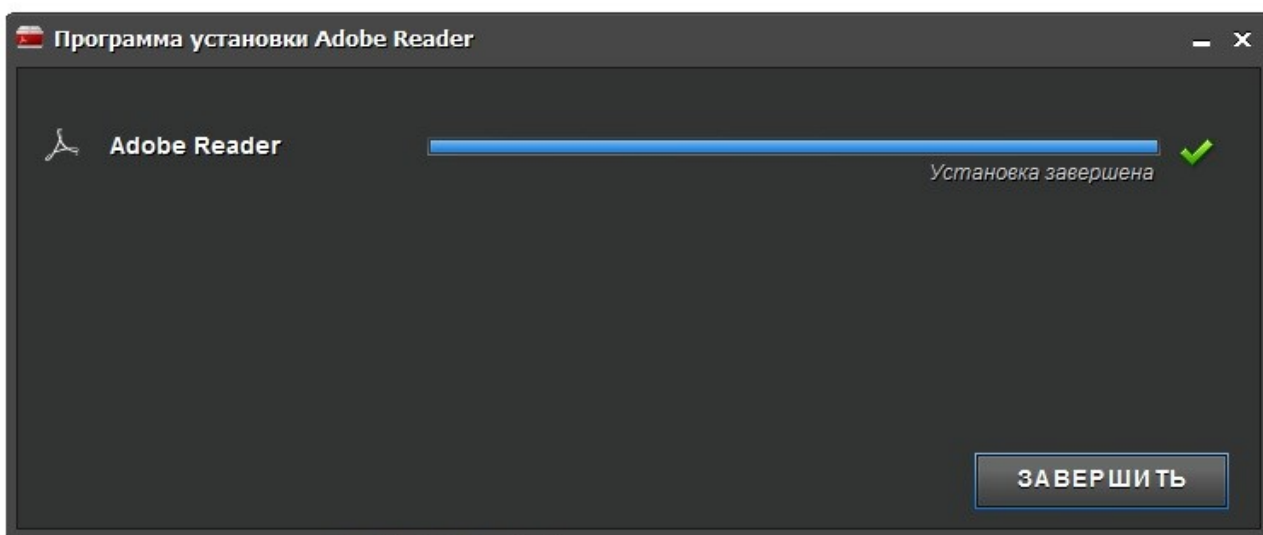 Программа установки Adobe Reader
Adobe Reader
Установка завершена
ЗАВЕРШИТЬ